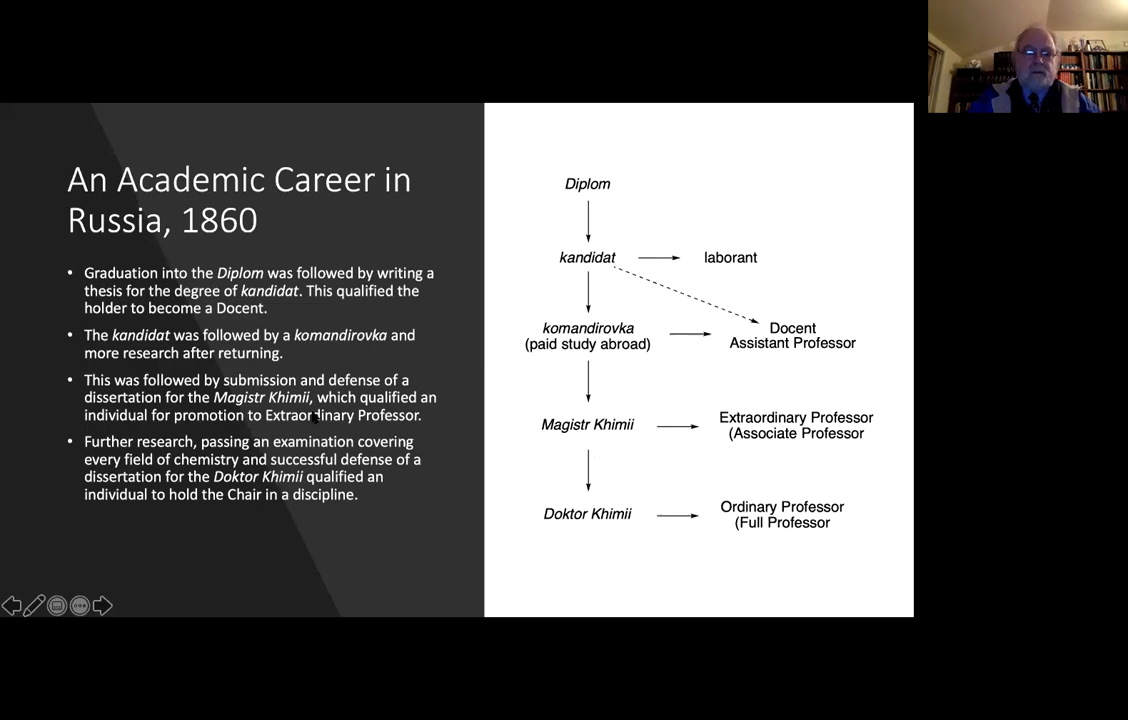 An Academic Career in
Russia, 1860
• Graduation into the Diplom was followed by writing a
thesis for the degree of kandidat. This qualified the
holder to become a Docent.
• The kandidat was followed by a komandirovka and
more research after returning.
• This was followed by submission and defense of a
dissertation for the Magistr Khimii, which qualified an
individual for promotion to Extraordinary Professor.
• Further research, passing an examination covering
every field of chemistry and successful defense of a
dissertation for the Doktor Khimii qualified an
individual to hold the Chair in a discipline.
Diplom
kandidat
laborant
komandirovka
(paid study abroad)
Docent
Assistant Professor
Magistr Khimii
Extraordinary Professor
(Associate Professor
Doktor Khimii
Ordinary Professor
(Full Professor